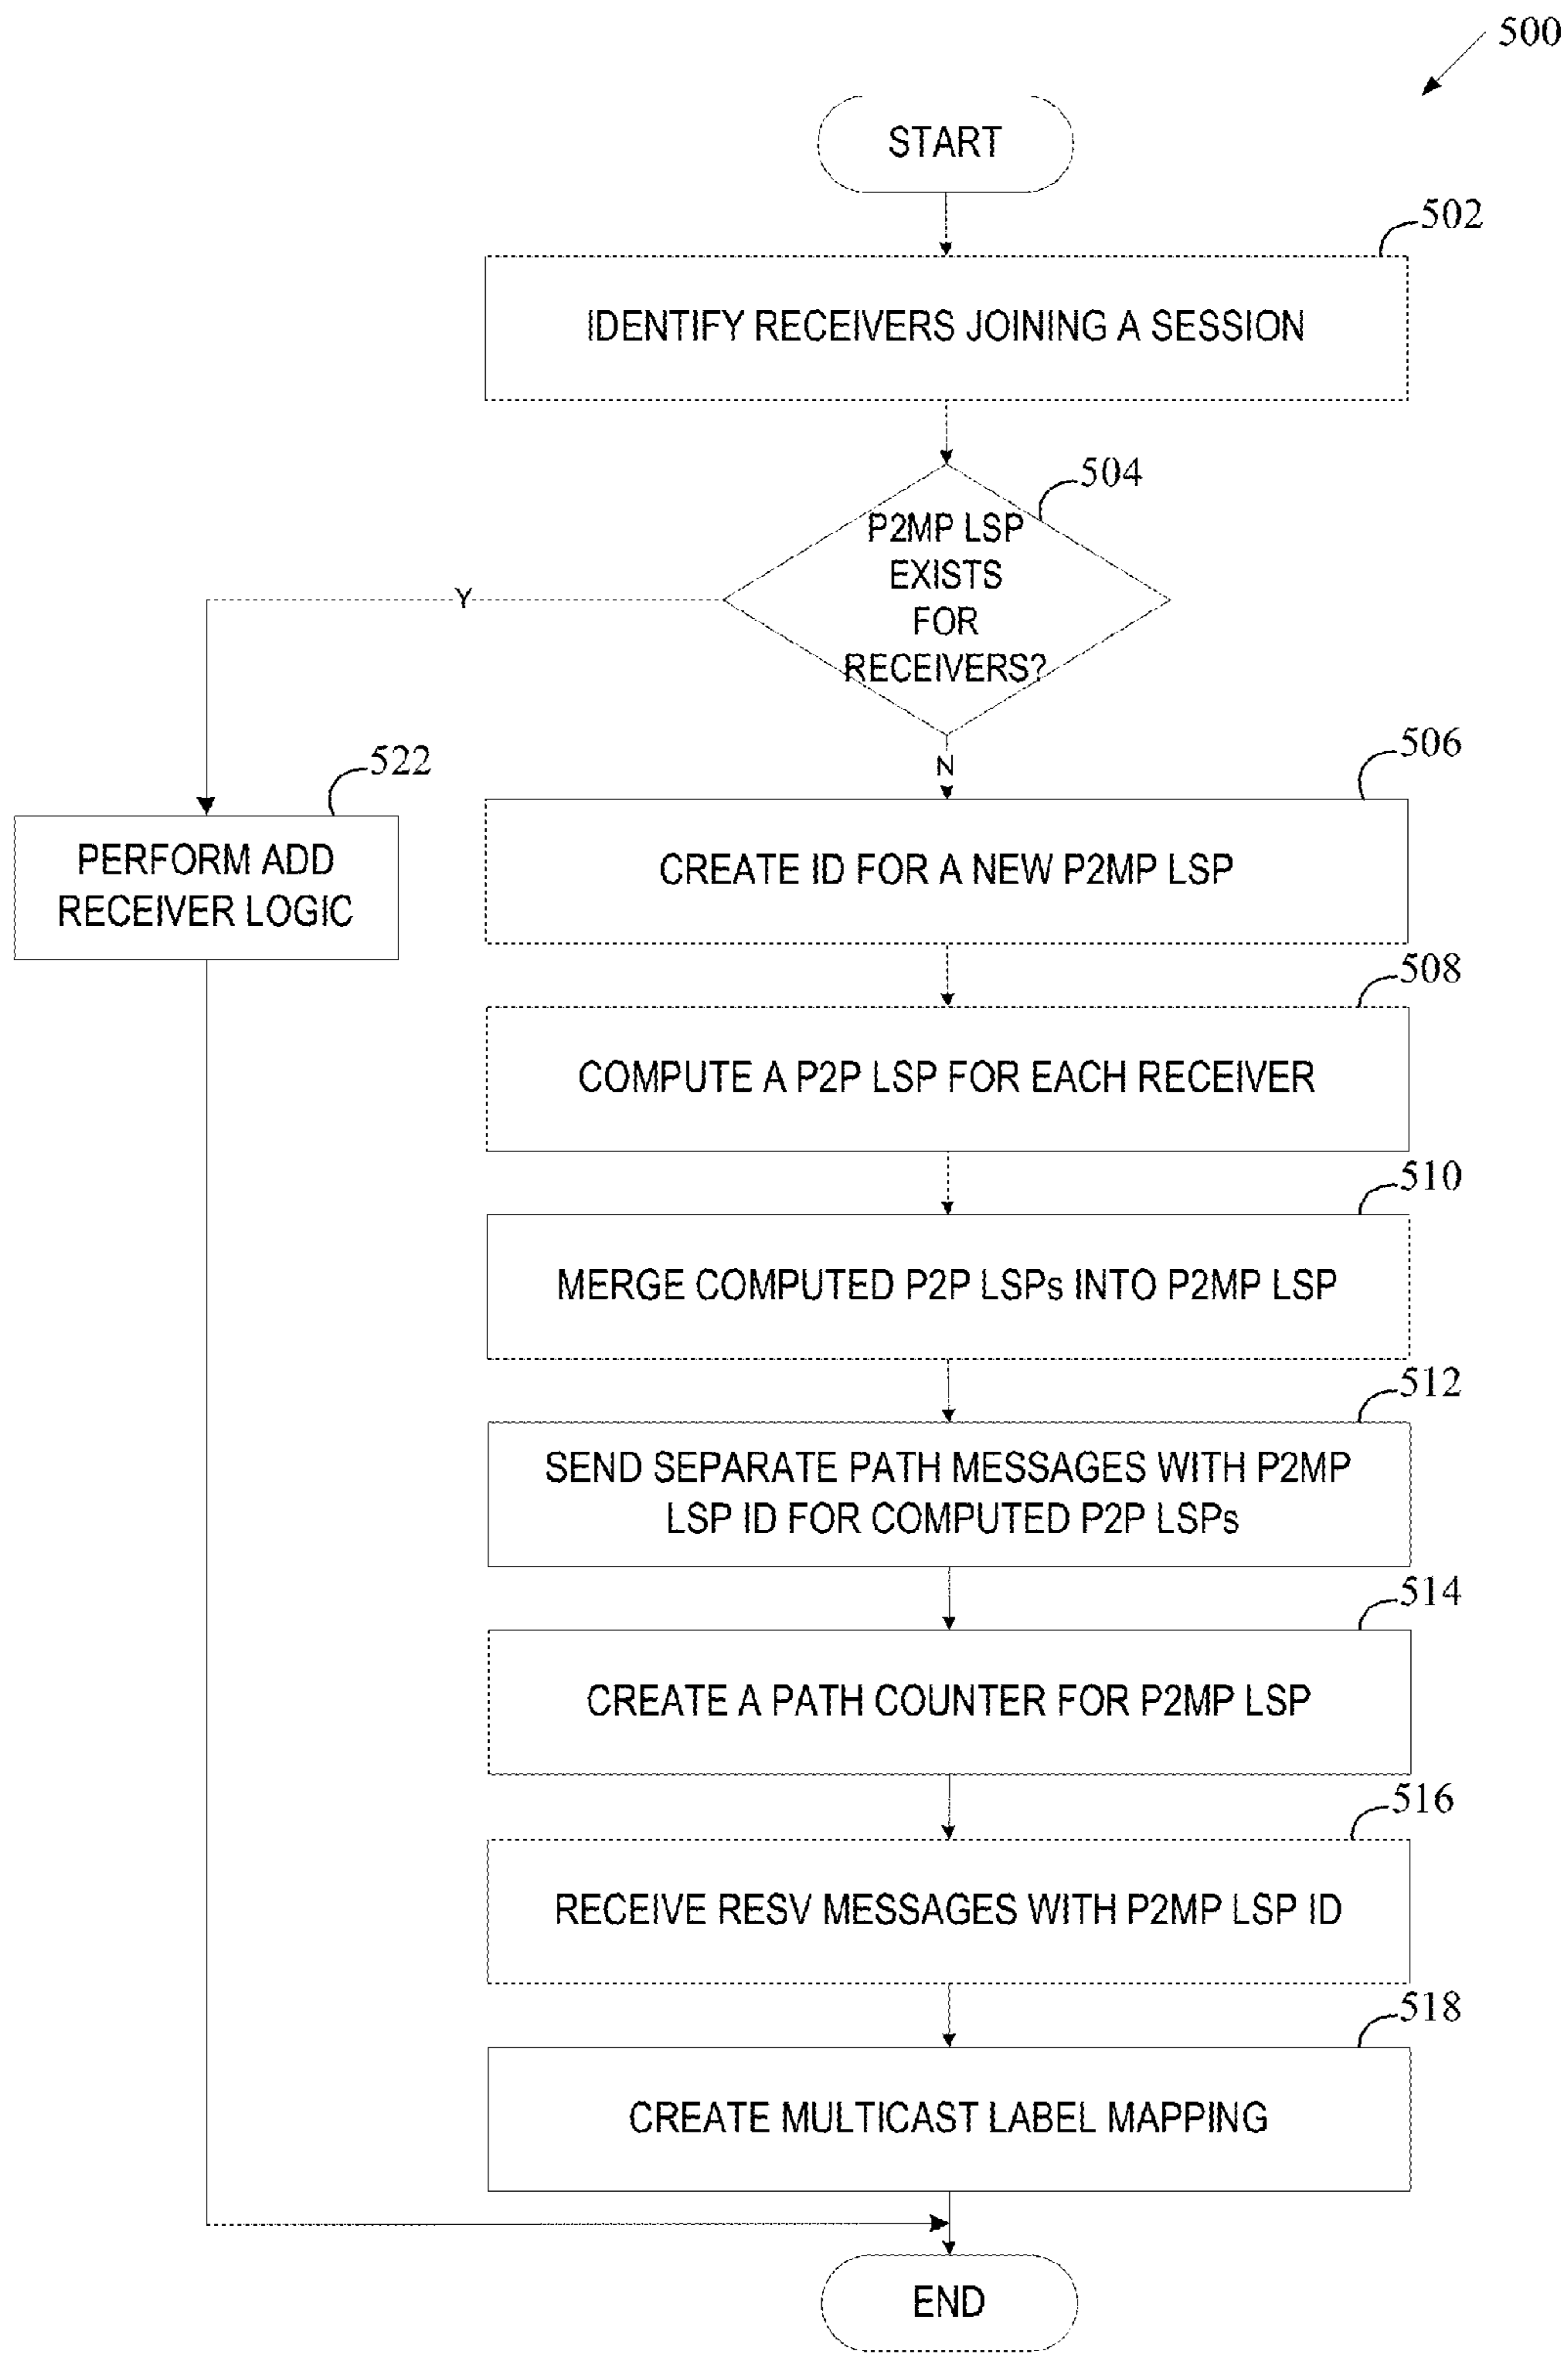 500
START
502
IDENTIFY RECEIVERS JOINING A SESSION
504
P2MP LSP
EXISTS
FOR
RECEIVERS?
Y
N
522
PERFORM ADD
RECEIVER LOGIC
506
CREATE ID FOR A NEW P2MP LSP
508
COMPUTE A P2P LSP FOR EACH RECEIVER
510
MERGE COMPUTED P2P LSPs INTO P2MP LSP
512
SEND SEPARATE PATH MESSAGES WITH P2MP
LSP ID FOR COMPUTED P2P LSPs
514
CREATE A PATH COUNTER FOR P2MP LSP
516
RECEIVE RESV MESSAGES WITH P2MP LSP ID
518
CREATE MULTICAST LABEL MAPPING
END